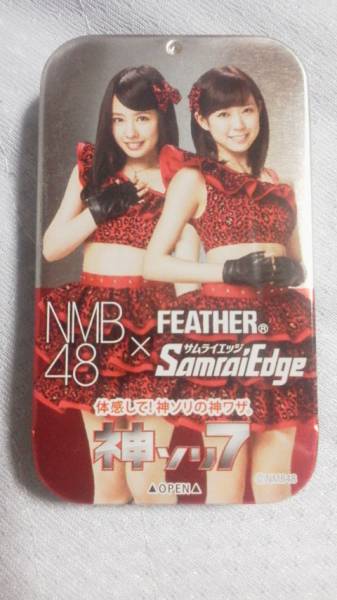 NMB
48
×
FEATHER®
サムライエッジ
SamraiEdge
体感して!神ソリの神ワザ。
神ソリ7
▲OPEN▲
©NMB48